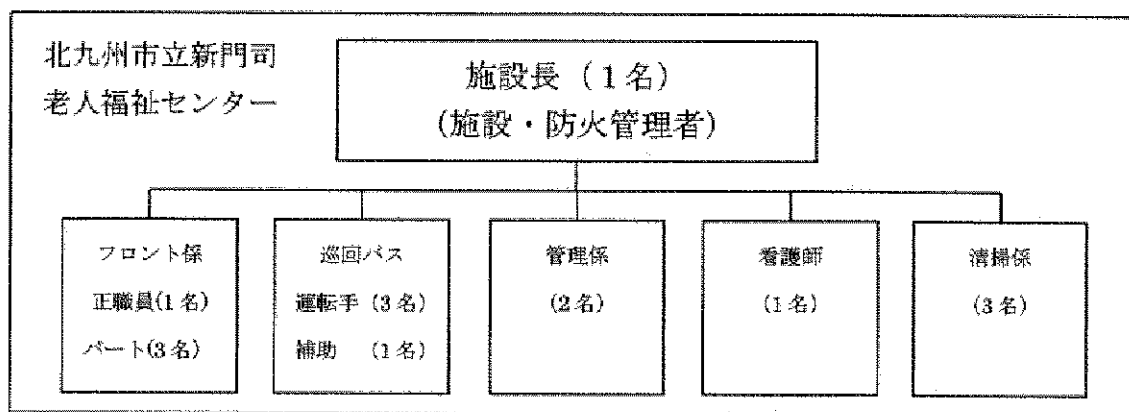 北九州市立新門司
老人福祉センター
施設長（1名）
(施設・防火管理者)
フロント係
正職員(1名)
パート(3名)
巡回バス
運転手（3名）
補助　（1名）
管理係
(2名)
看護師
(1名)
清掃係
(3名)